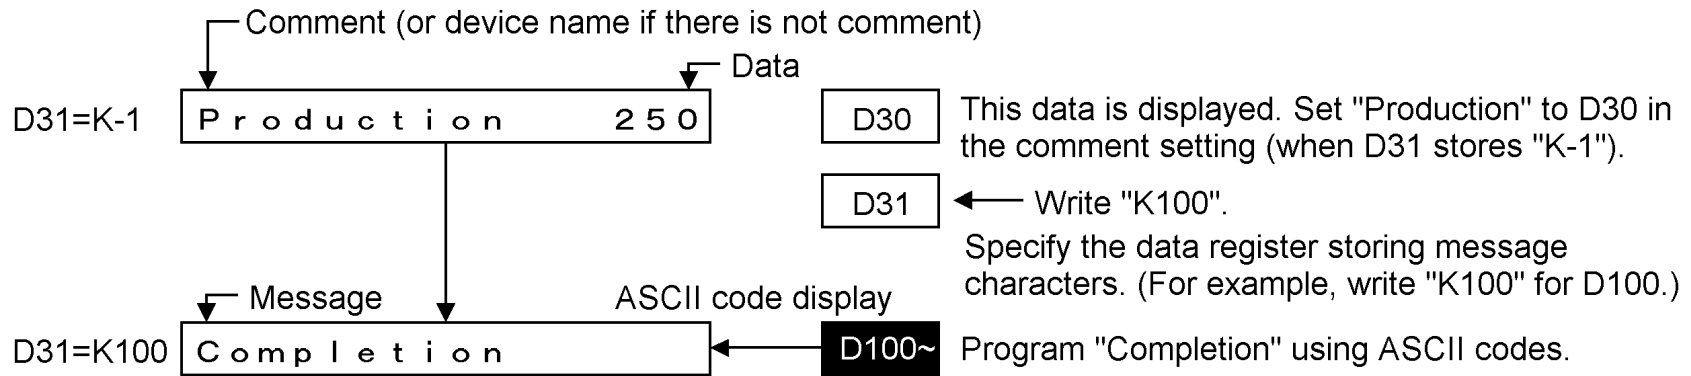 Comment (or device name if there is not comment)
Data
D31=K-1
Production 250
D30
This data is displayed. Set "Production" to D30 in
the comment setting (when D31 stores "K-1").
D31
Write "K100".
Specify the data register storing message
characters. (For example, write "K100" for D100.)
Message
ASCII code display
D31=K100
Completion
D100~
Program "Completion" using ASCII codes.